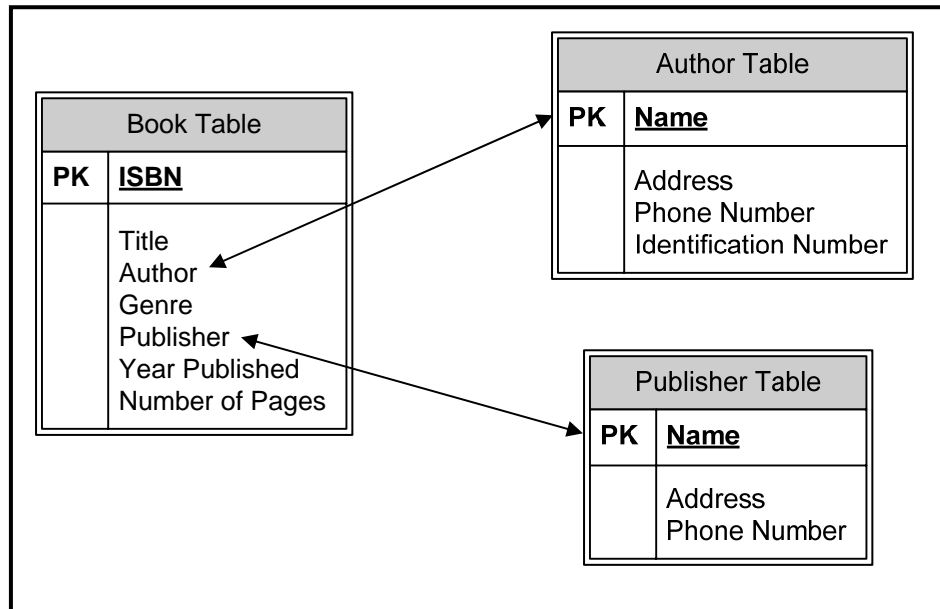 Book Table
PK ISBN
Title
Author
Genre
Publisher
Year Published
Number of Pages
Author Table
PK Name
Address
Phone Number
Identification Number
Publisher Table
PK Name
Address
Phone Number